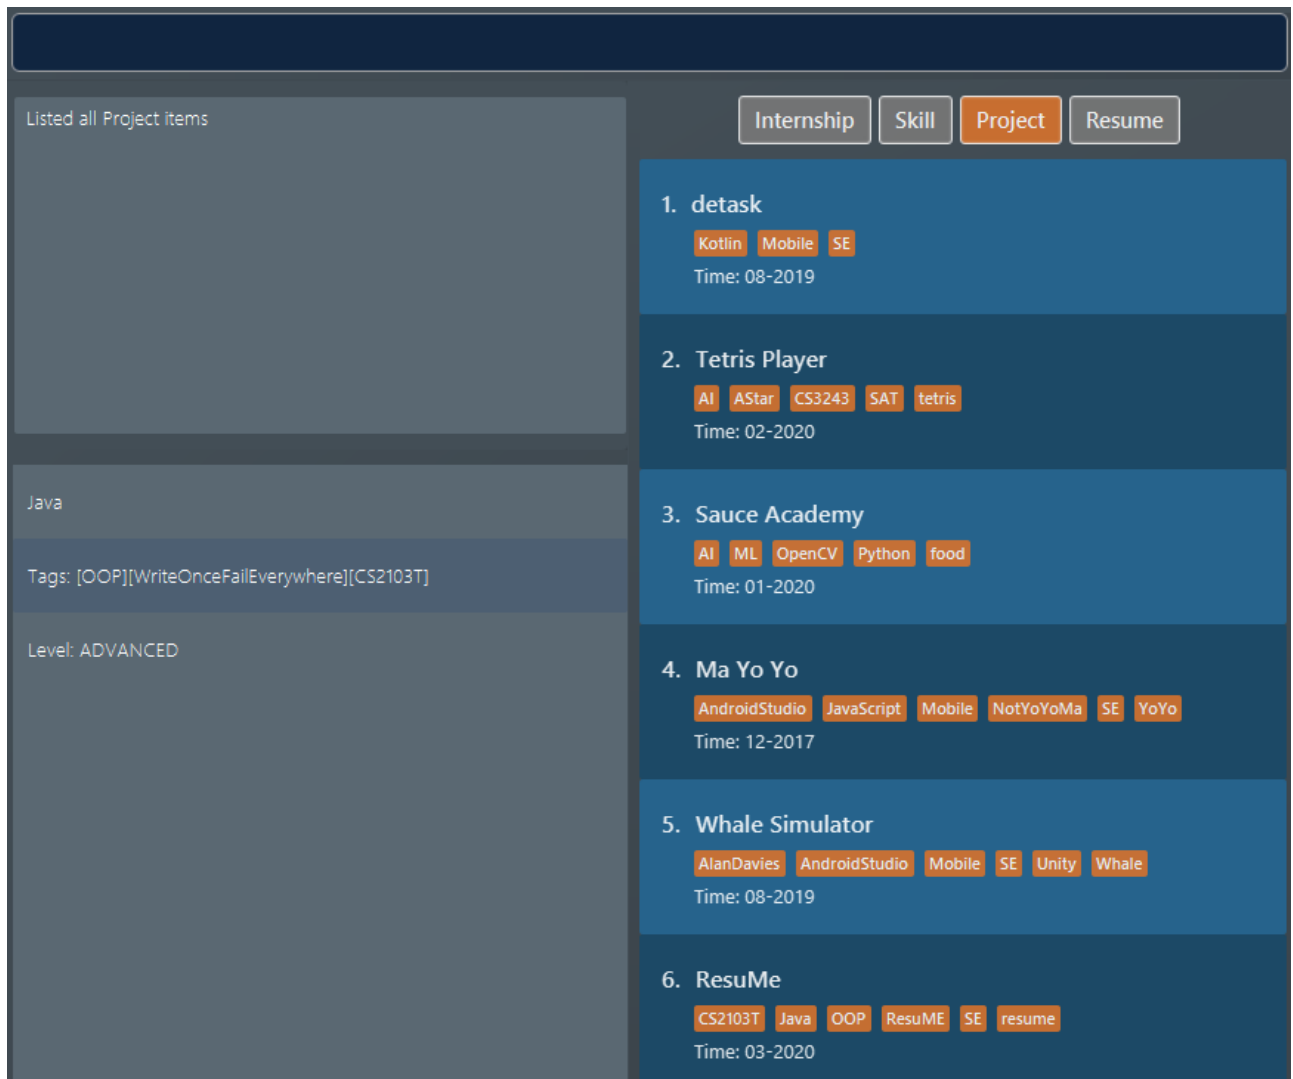 Listed all Project items
Java
Tags: [OOP][WriteOnceFailEverywhere][CS2103T]
Level: ADVANCED
Internship Skill Project Resume
1. detask
Kotlin Mobile SE
Time: 08-2019
2. Tetris Player
AI AStar CS3243 SAT tetris
Time: 02-2020
3. Sauce Academy
AI ML OpenCV Python food
Time: 01-2020
4. Ma Yo Yo
AndroidStudio JavaScript Mobile NotYoYoMa SE YoYo
Time: 12-2017
5. Whale Simulator
AlanDavies AndroidStudio Mobile SE Unity Whale
Time: 08-2019
6. ResuMe
CS2103T Java OOP ResuME SE resume
Time: 03-2020